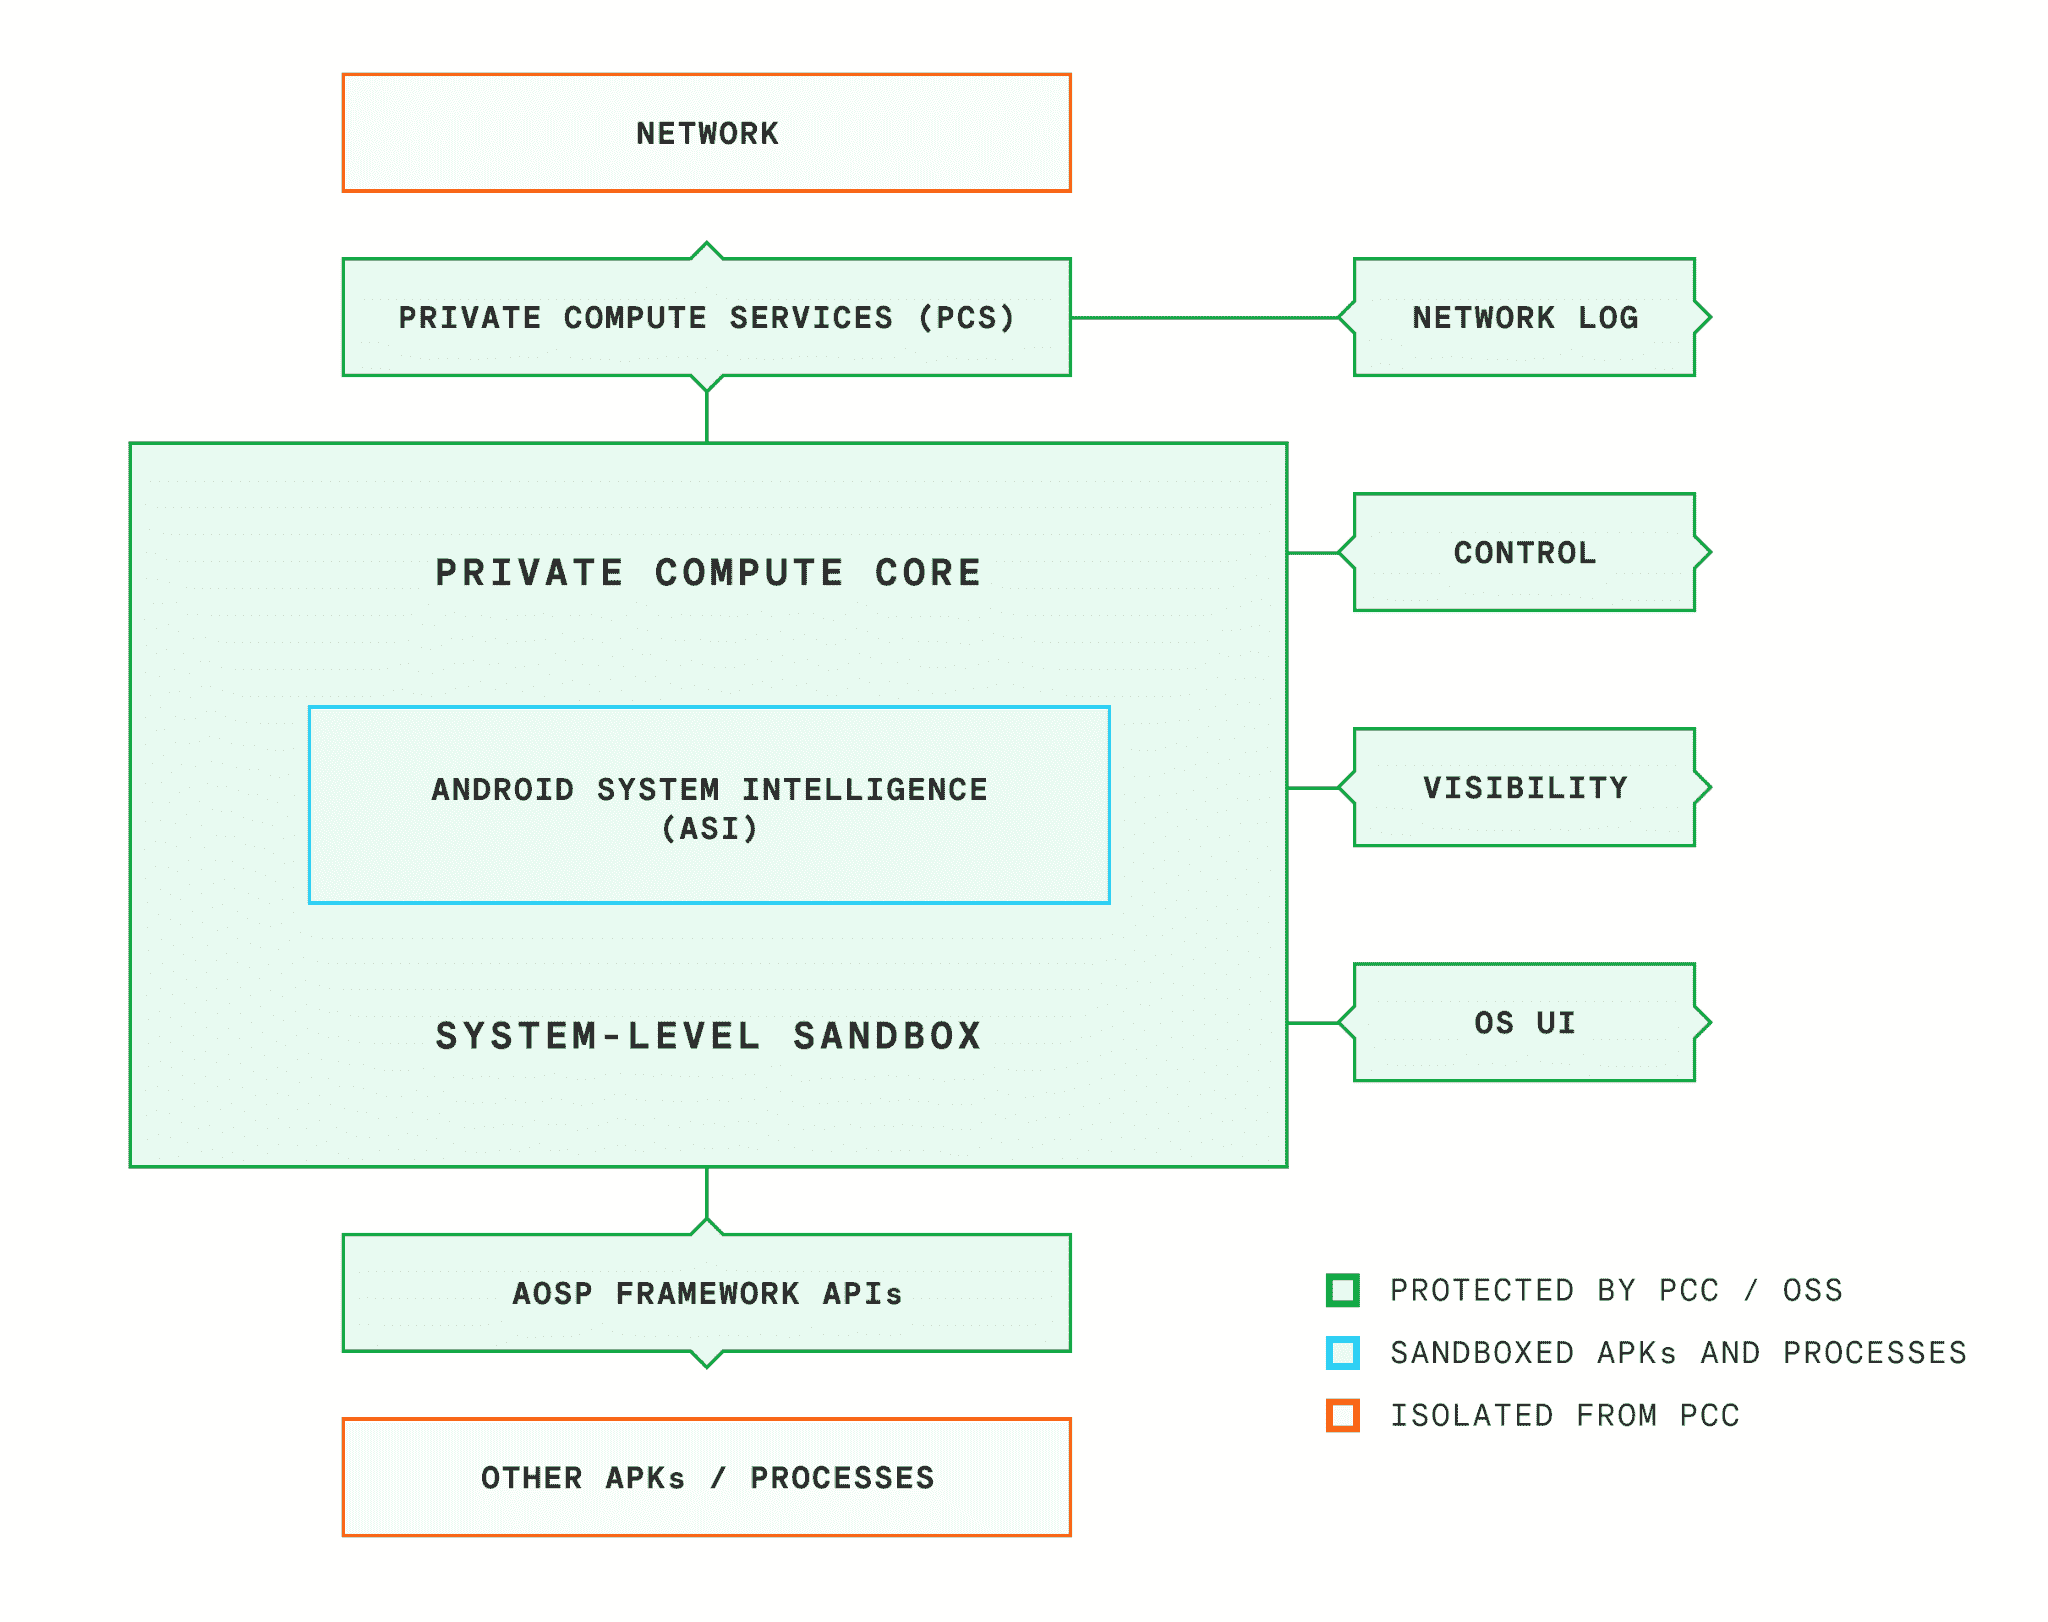 NETWORK
PRIVATE COMPUTE SERVICES (PCS)
NETWORK LOG
PRIVATE COMPUTE CORE
CONTROL
ANDROID SYSTEM INTELLIGENCE
(ASI)
VISIBILITY
SYSTEM-LEVEL SANDBOX
OS UI
AOSP FRAMEWORK APIs
OTHER APKs / PROCESSES
PROTECTED BY PCC / OSS
SANDBOXED APKs AND PROCESSES
ISOLATED FROM PCC